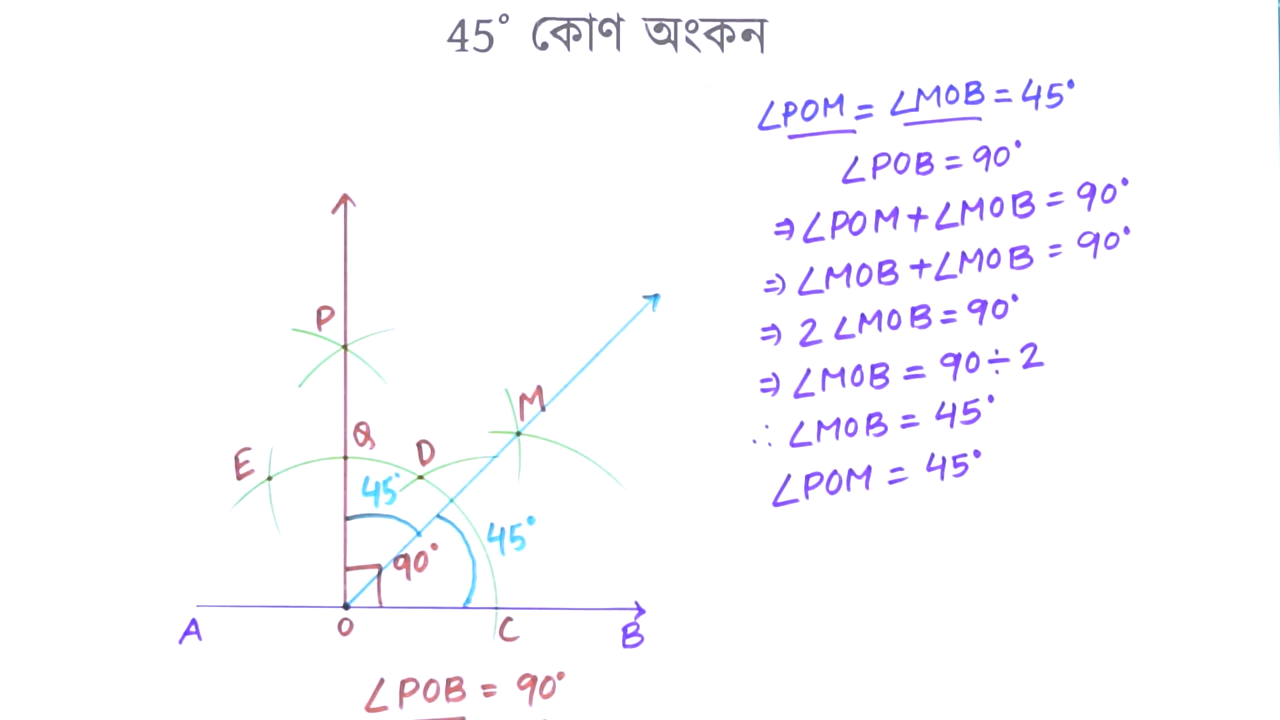 45° কোণ অংকন
∠POM = ∠MOB = 45°
∠POB = 90°
⇒ ∠POM + ∠MOB = 90°
⇒ ∠MOB + ∠MOB = 90°
⇒ 2 ∠MOB = 90°
⇒ ∠MOB = 90 ÷ 2
∴ ∠MOB = 45°
∠POM = 45°
P
M
E Q D
45°
45°
90°
A O C B
∠POB = 90°